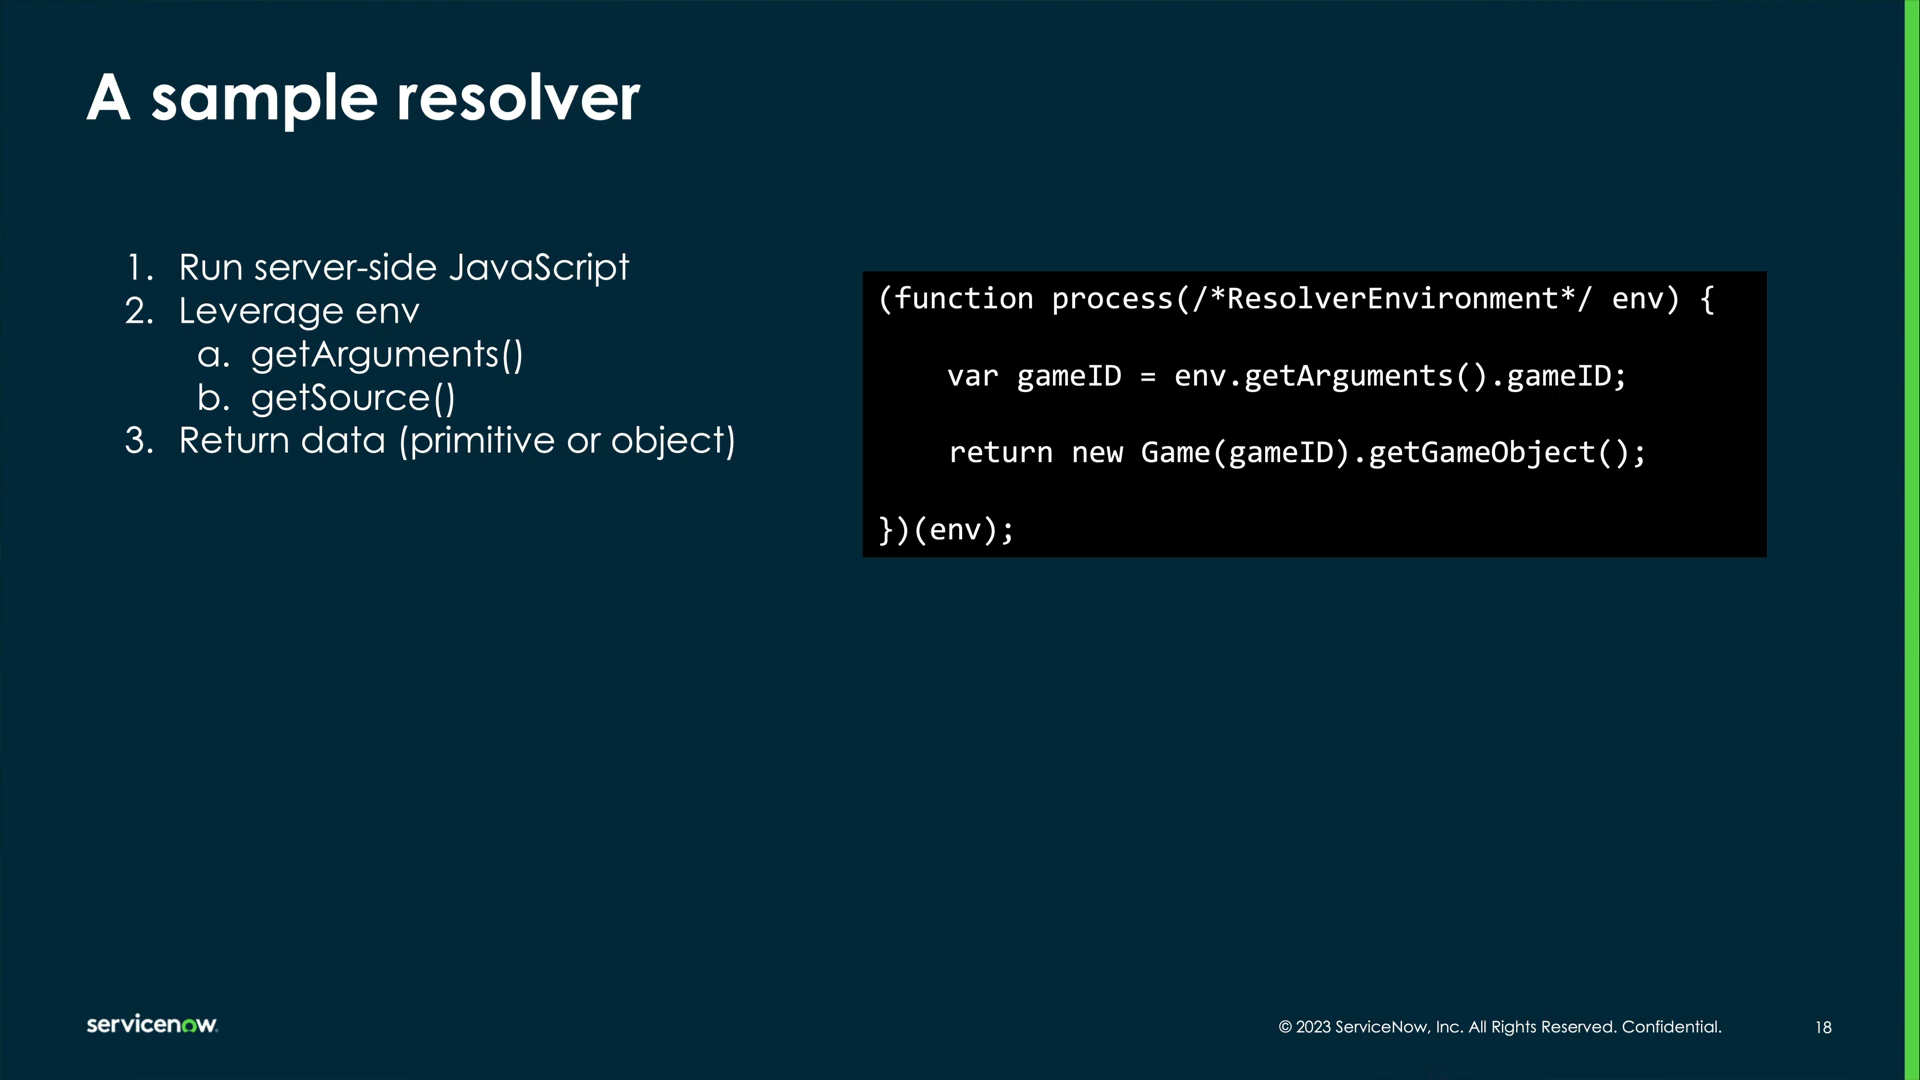 A sample resolver
1. Run server-side JavaScript
2. Leverage env
a. getArguments()
b. getSource()
3. Return data (primitive or object)
(function process(/*ResolverEnvironment*/ env) {
var gameID = env.getArguments().gameID;
return new Game(gameID).getGameObject();
})(env);
servicenow
© 2023 ServiceNow, Inc. All Rights Reserved. Confidential.
18